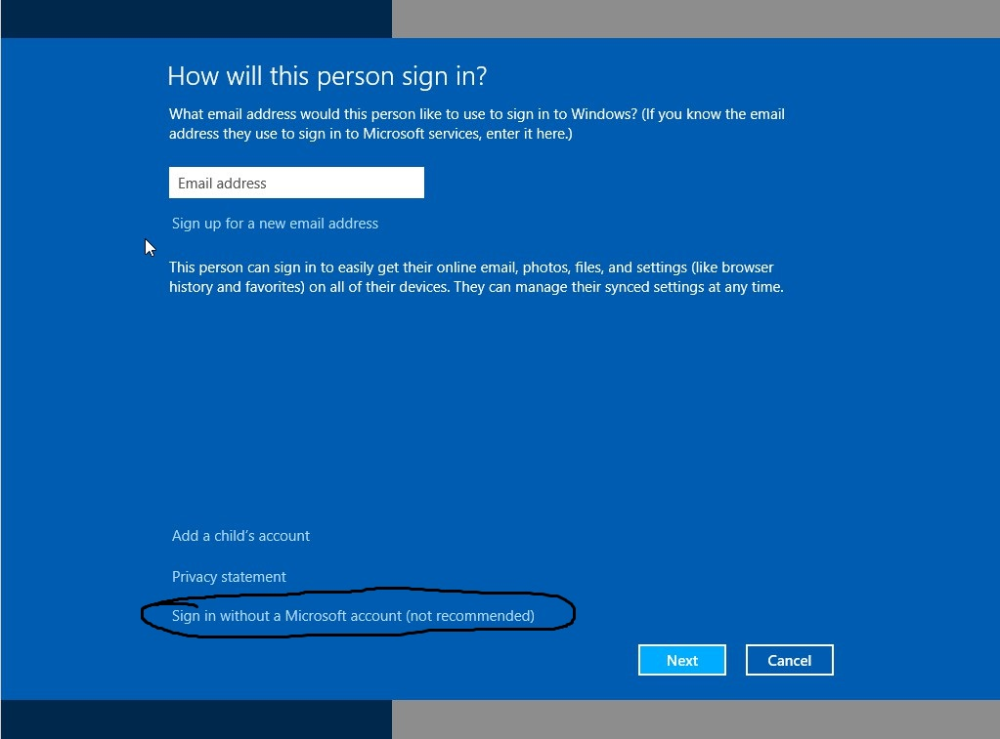 How will this person sign in?
What email address would this person like to use to sign in to Windows? (If you know the email
address they use to sign in to Microsoft services, enter it here.)
Email address
Sign up for a new email address
This person can sign in to easily get their online email, photos, files, and settings (like browser
history and favorites) on all of their devices. They can manage their synced settings at any time.
Add a child's account
Privacy statement
Sign in without a Microsoft account (not recommended)
Next
Cancel